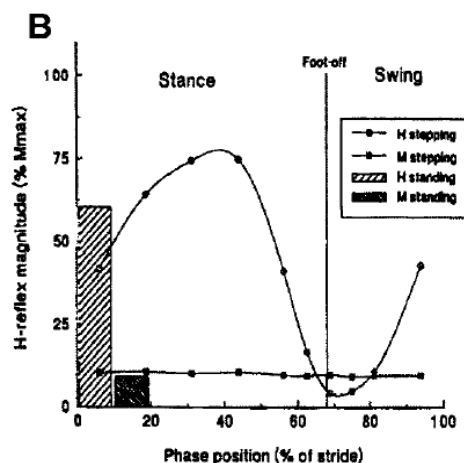 B
100
75
50
25
0
H-reflex magnitude (% Mmax)
Stance
Foot-off
Swing
H stepping
M stepping
H standing
M standing
0 20 40 60 80 100
Phase position (% of stride)